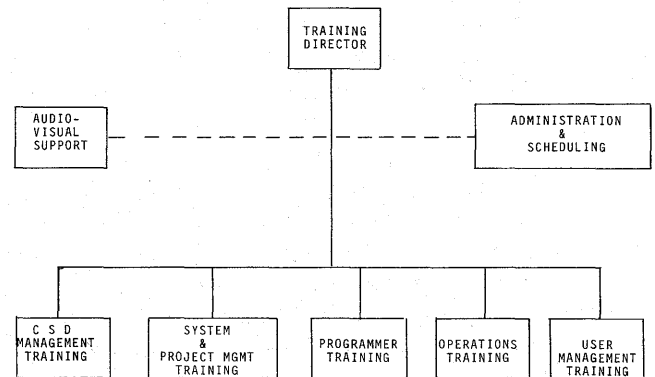 TRAINING
DIRECTOR
AUDIO-
VISUAL
SUPPORT
ADMINISTRATION
&
SCHEDULING
C S D
MANAGEMENT
TRAINING
SYSTEM
&
PROJECT MGMT
TRAINING
PROGRAMMER
TRAINING
OPERATIONS
TRAINING
USER
MANAGEMENT
TRAINING